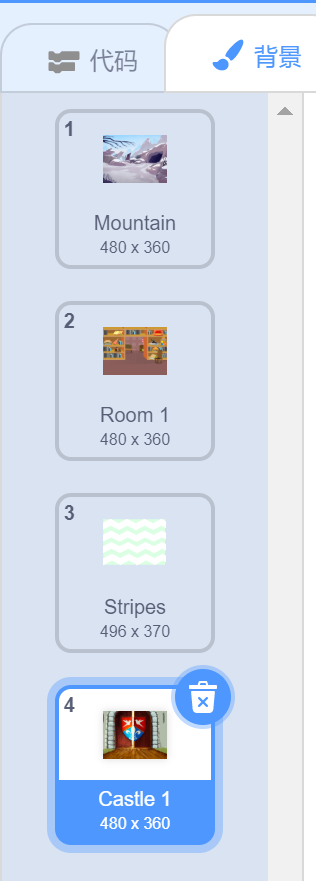 代码
背景
1
Mountain
480 x 360
2
Room 1
480 x 360
3
Stripes
496 x 370
4
Castle 1
480 x 360